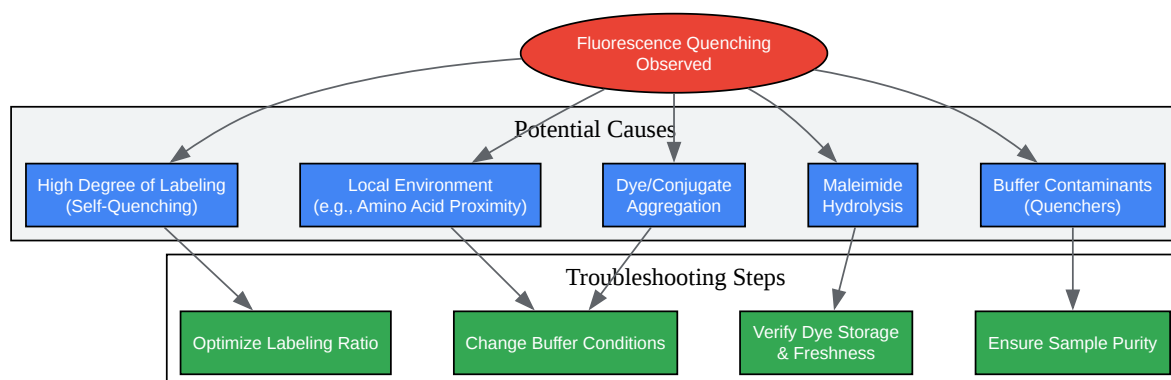 Fluorescence Quenching
Observed
Potential Causes
High Degree of Labeling
(Self-Quenching)
Local Environment
(e.g., Amino Acid Proximity)
Dye/Conjugate
Aggregation
Maleimide
Hydrolysis
Buffer Contaminants
(Quenchers)
Troubleshooting Steps
Optimize Labeling Ratio
Change Buffer Conditions
Verify Dye Storage
& Freshness
Ensure Sample Purity